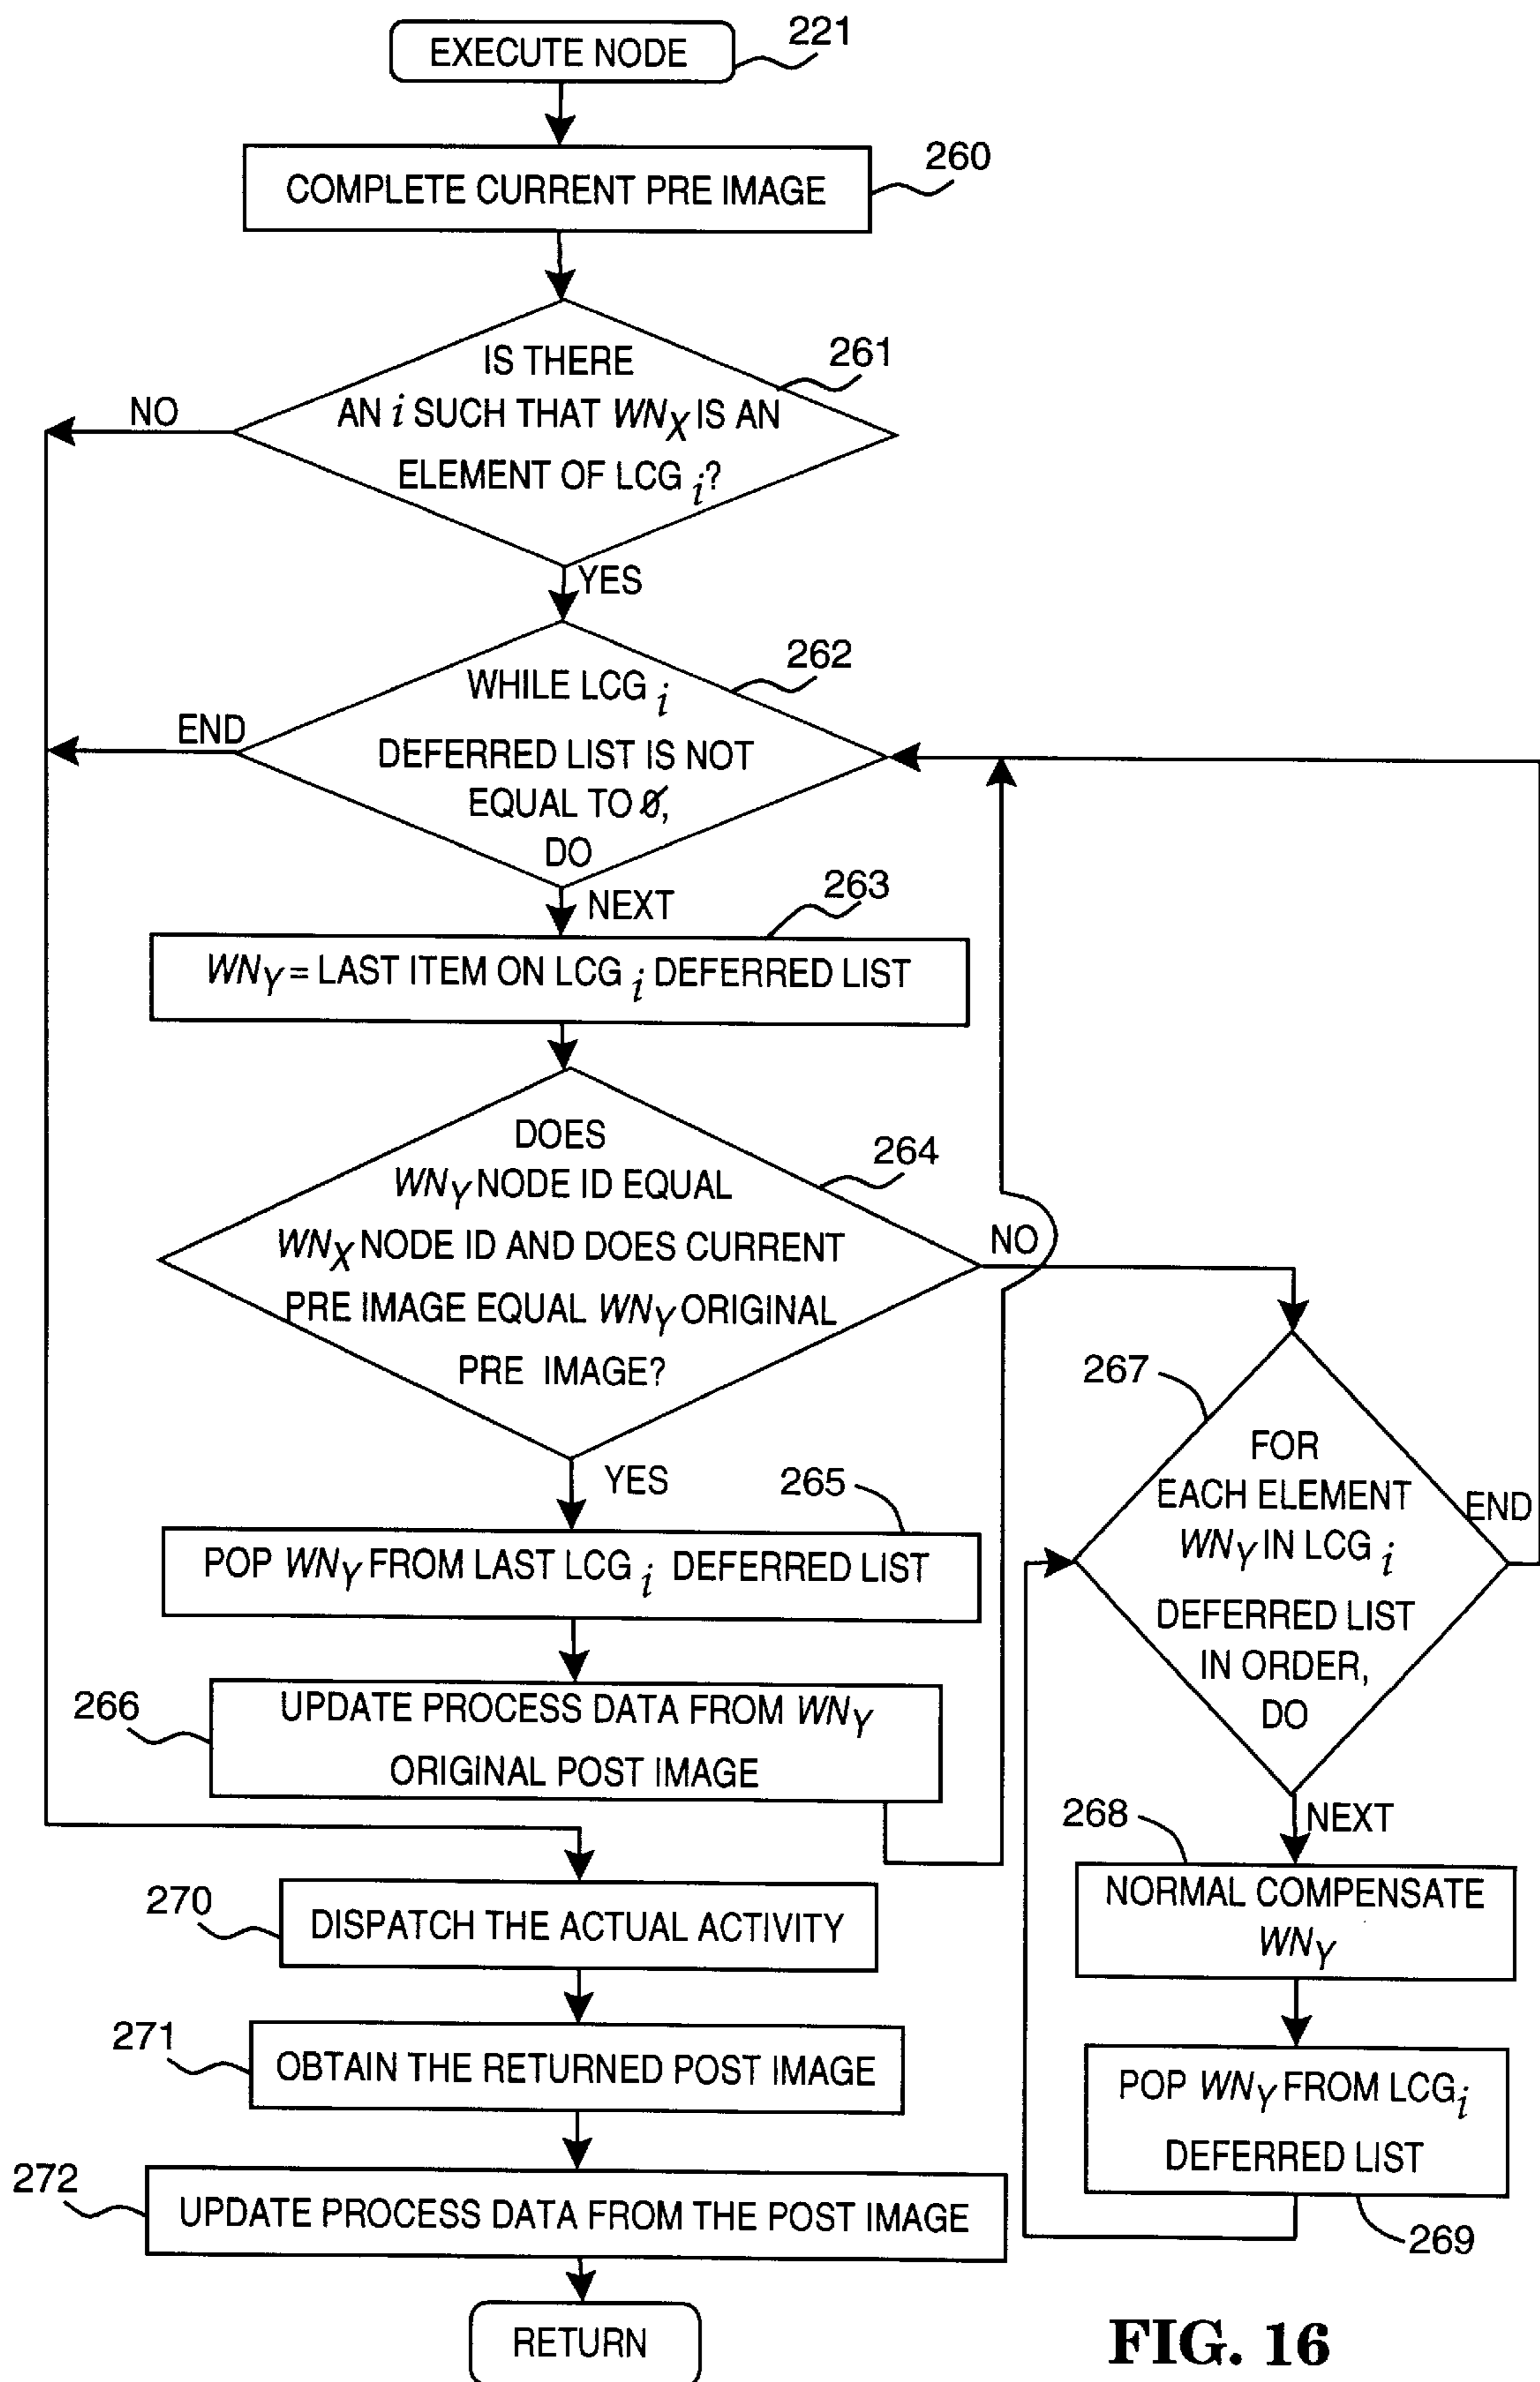 EXECUTE NODE
221
COMPLETE CURRENT PRE IMAGE
260
IS THERE
AN i SUCH THAT WNX IS AN
ELEMENT OF LCG i?
261
NO
YES
WHILE LCG i
DEFERRED LIST IS NOT
EQUAL TO Ø,
DO
262
END
NEXT
263
WNY = LAST ITEM ON LCG i DEFERRED LIST
DOES
WNY NODE ID EQUAL
WNX NODE ID AND DOES CURRENT
PRE IMAGE EQUAL WNY ORIGINAL
PRE IMAGE?
264
NO
YES
265
POP WNY FROM LAST LCG i DEFERRED LIST
266
UPDATE PROCESS DATA FROM WNY
ORIGINAL POST IMAGE
267
FOR
EACH ELEMENT
WNY IN LCG i
DEFERRED LIST
IN ORDER,
DO
END
NEXT
268
NORMAL COMPENSATE
WNY
POP WNY FROM LCGi
DEFERRED LIST
269
270
DISPATCH THE ACTUAL ACTIVITY
271
OBTAIN THE RETURNED POST IMAGE
272
UPDATE PROCESS DATA FROM THE POST IMAGE
RETURN
FIG. 16